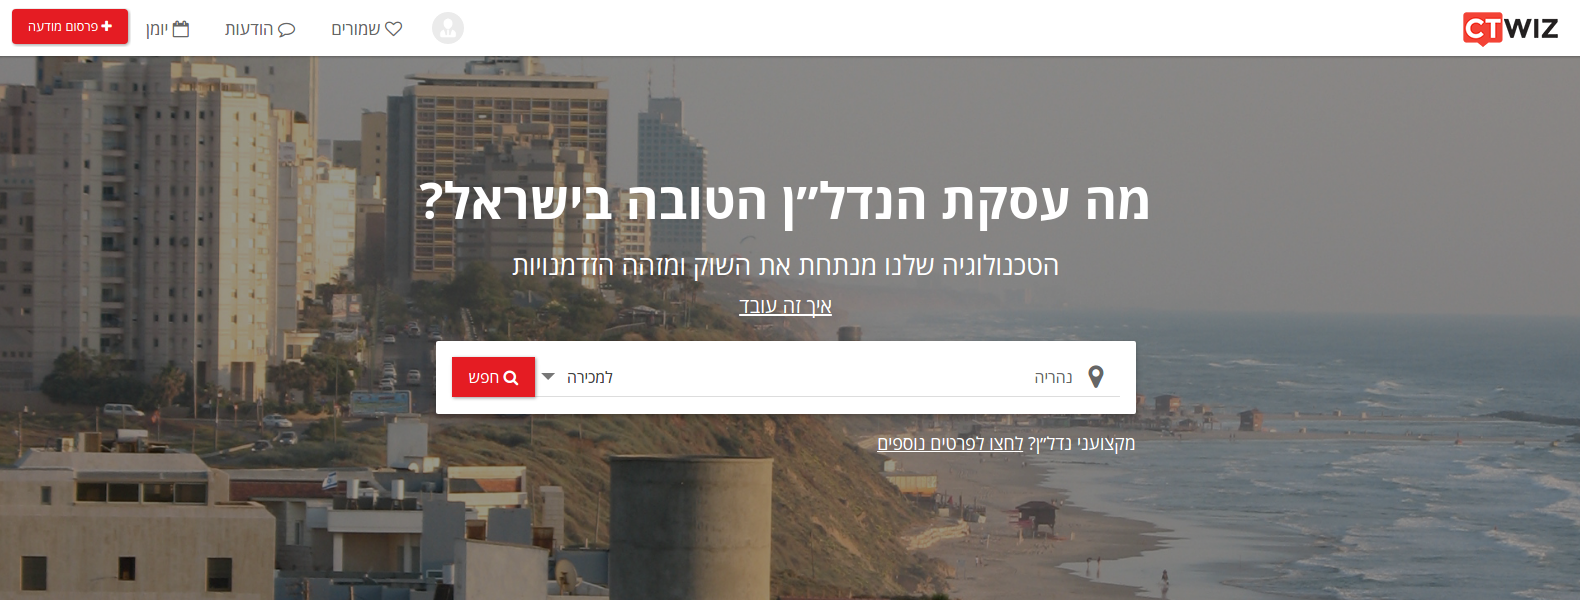 CTWIZ
שמורים
הודעות
יומן
פרסום מודעה
מה עסקת הנדל״ן הטובה בישראל?
הטכנולוגיה שלנו מנתחת את השוק ומזהה הזדמנויות
איך זה עובד
נהריה
למכירה
חפש
מקצועני נדל״ן? לחצו לפרטים נוספים